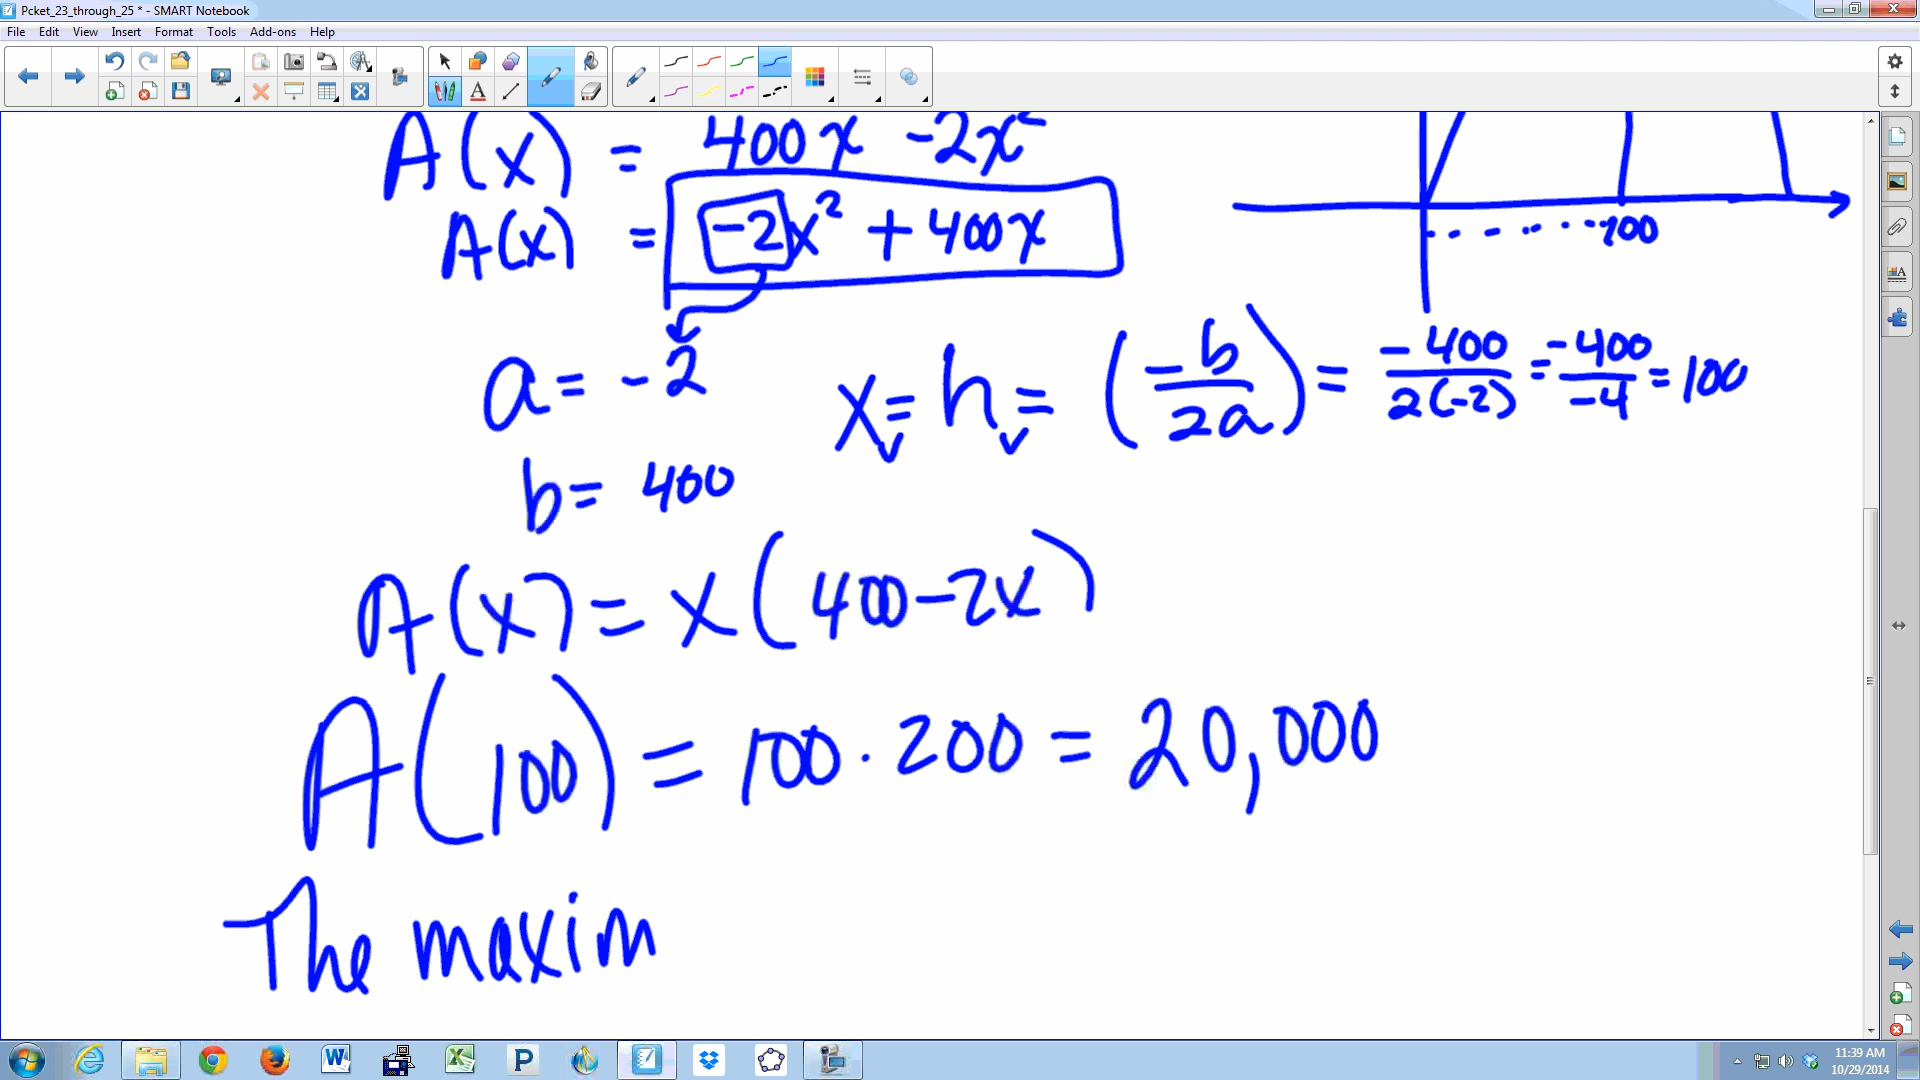 Pcket_23_through_25 * - SMART Notebook
File Edit View Insert Format Tools Add-ons Help
A(x) = 400x -2x²
A(x) = -2x² + 400x
100
a = -2
x = h = (-b/2a) = -400/2(-2) = -400/-4 = 100
b = 400
A(x) = x(400-2x)
A(100) = 100 · 200 = 20,000
The maxim
11:39 AM
10/29/2014